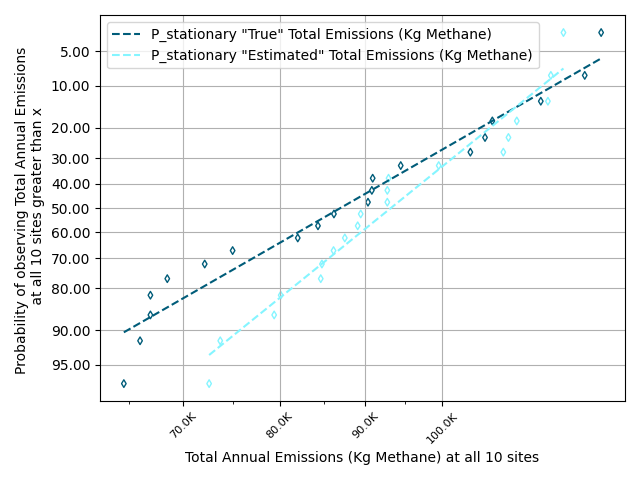 P_stationary "True" Total Emissions (Kg Methane)
P_stationary "Estimated" Total Emissions (Kg Methane)
Probability of observing Total Annual Emissions
at all 10 sites greater than x
5.00
10.00
20.00
30.00
40.00
50.00
60.00
70.00
80.00
90.00
95.00
70.0K
80.0K
90.0K
100.0K
Total Annual Emissions (Kg Methane) at all 10 sites